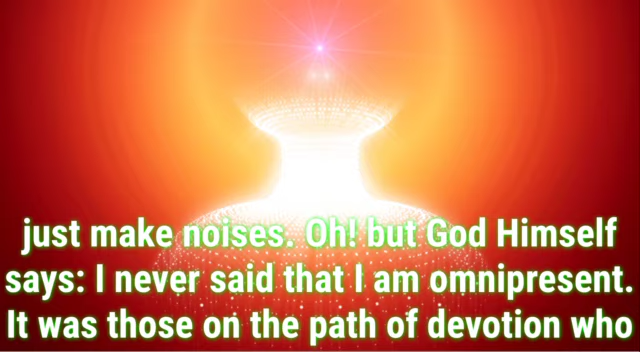 just make noises. Oh! but God Himself
says: I never said that I am omnipresent.
It was those on the path of devotion who